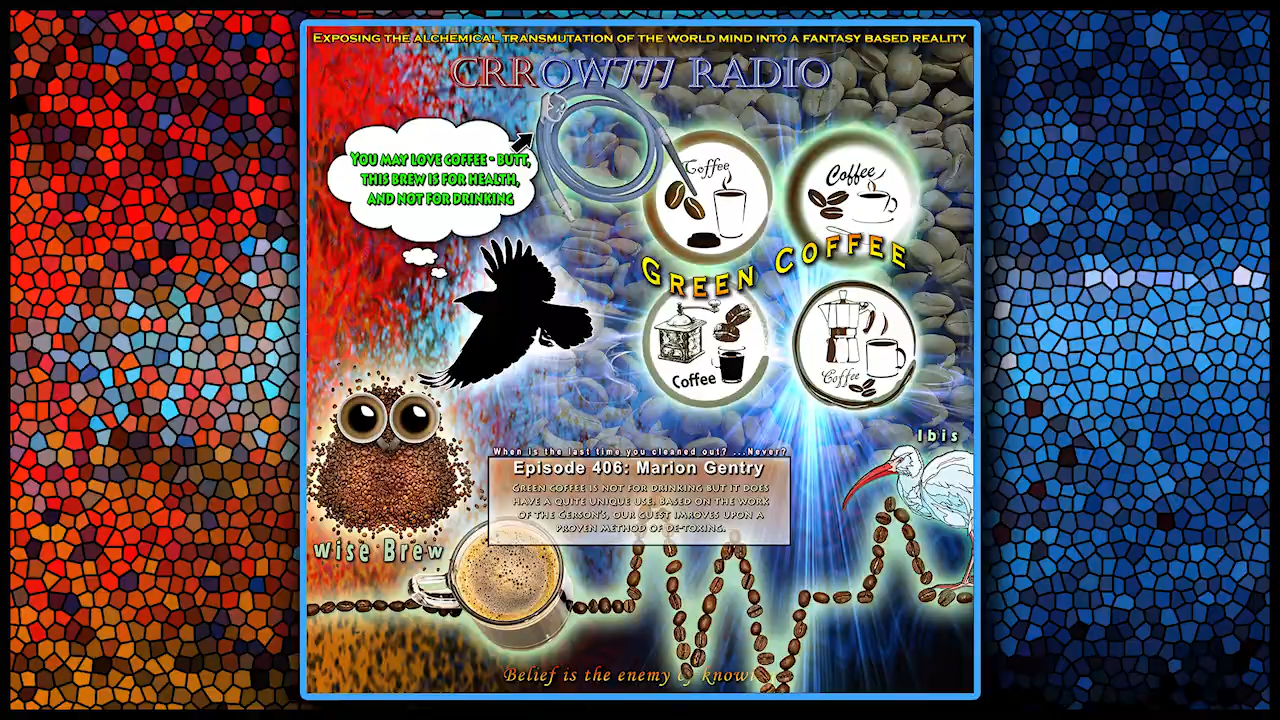 EXPOSING THE ALCHEMICAL TRANSMUTATION OF THE WORLD MIND INTO A FANTASY BASED REALITY
CRROW777 RADIO
YOU MAY LOVE COFFEE - BUTT,
THIS BREW IS FOR HEALTH,
AND NOT FOR DRINKING
Coffee
Coffee
GREEN COFFEE
Coffee
Coffee
Ibis
When is the last time you cleaned out? ...Never?
Episode 406: Marion Gentry
GREEN COFFEE IS NOT FOR DRINKING BUT IT DOES
HAVE A QUITE UNIQUE USE. BASED ON THE WORK
OF THE GERSON'S, OUR GUEST IMROVES UPON A
PROVEN METHOD OF DE-TOXING.
Wise Brew
Belief is the enemy of know